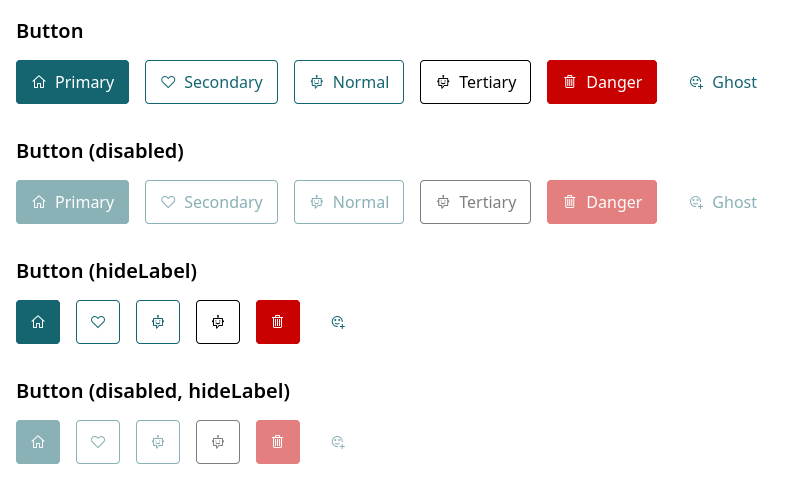 Button
Primary Secondary Normal Tertiary Danger Ghost
Button (disabled)
Primary Secondary Normal Tertiary Danger Ghost
Button (hideLabel)
Button (disabled, hideLabel)